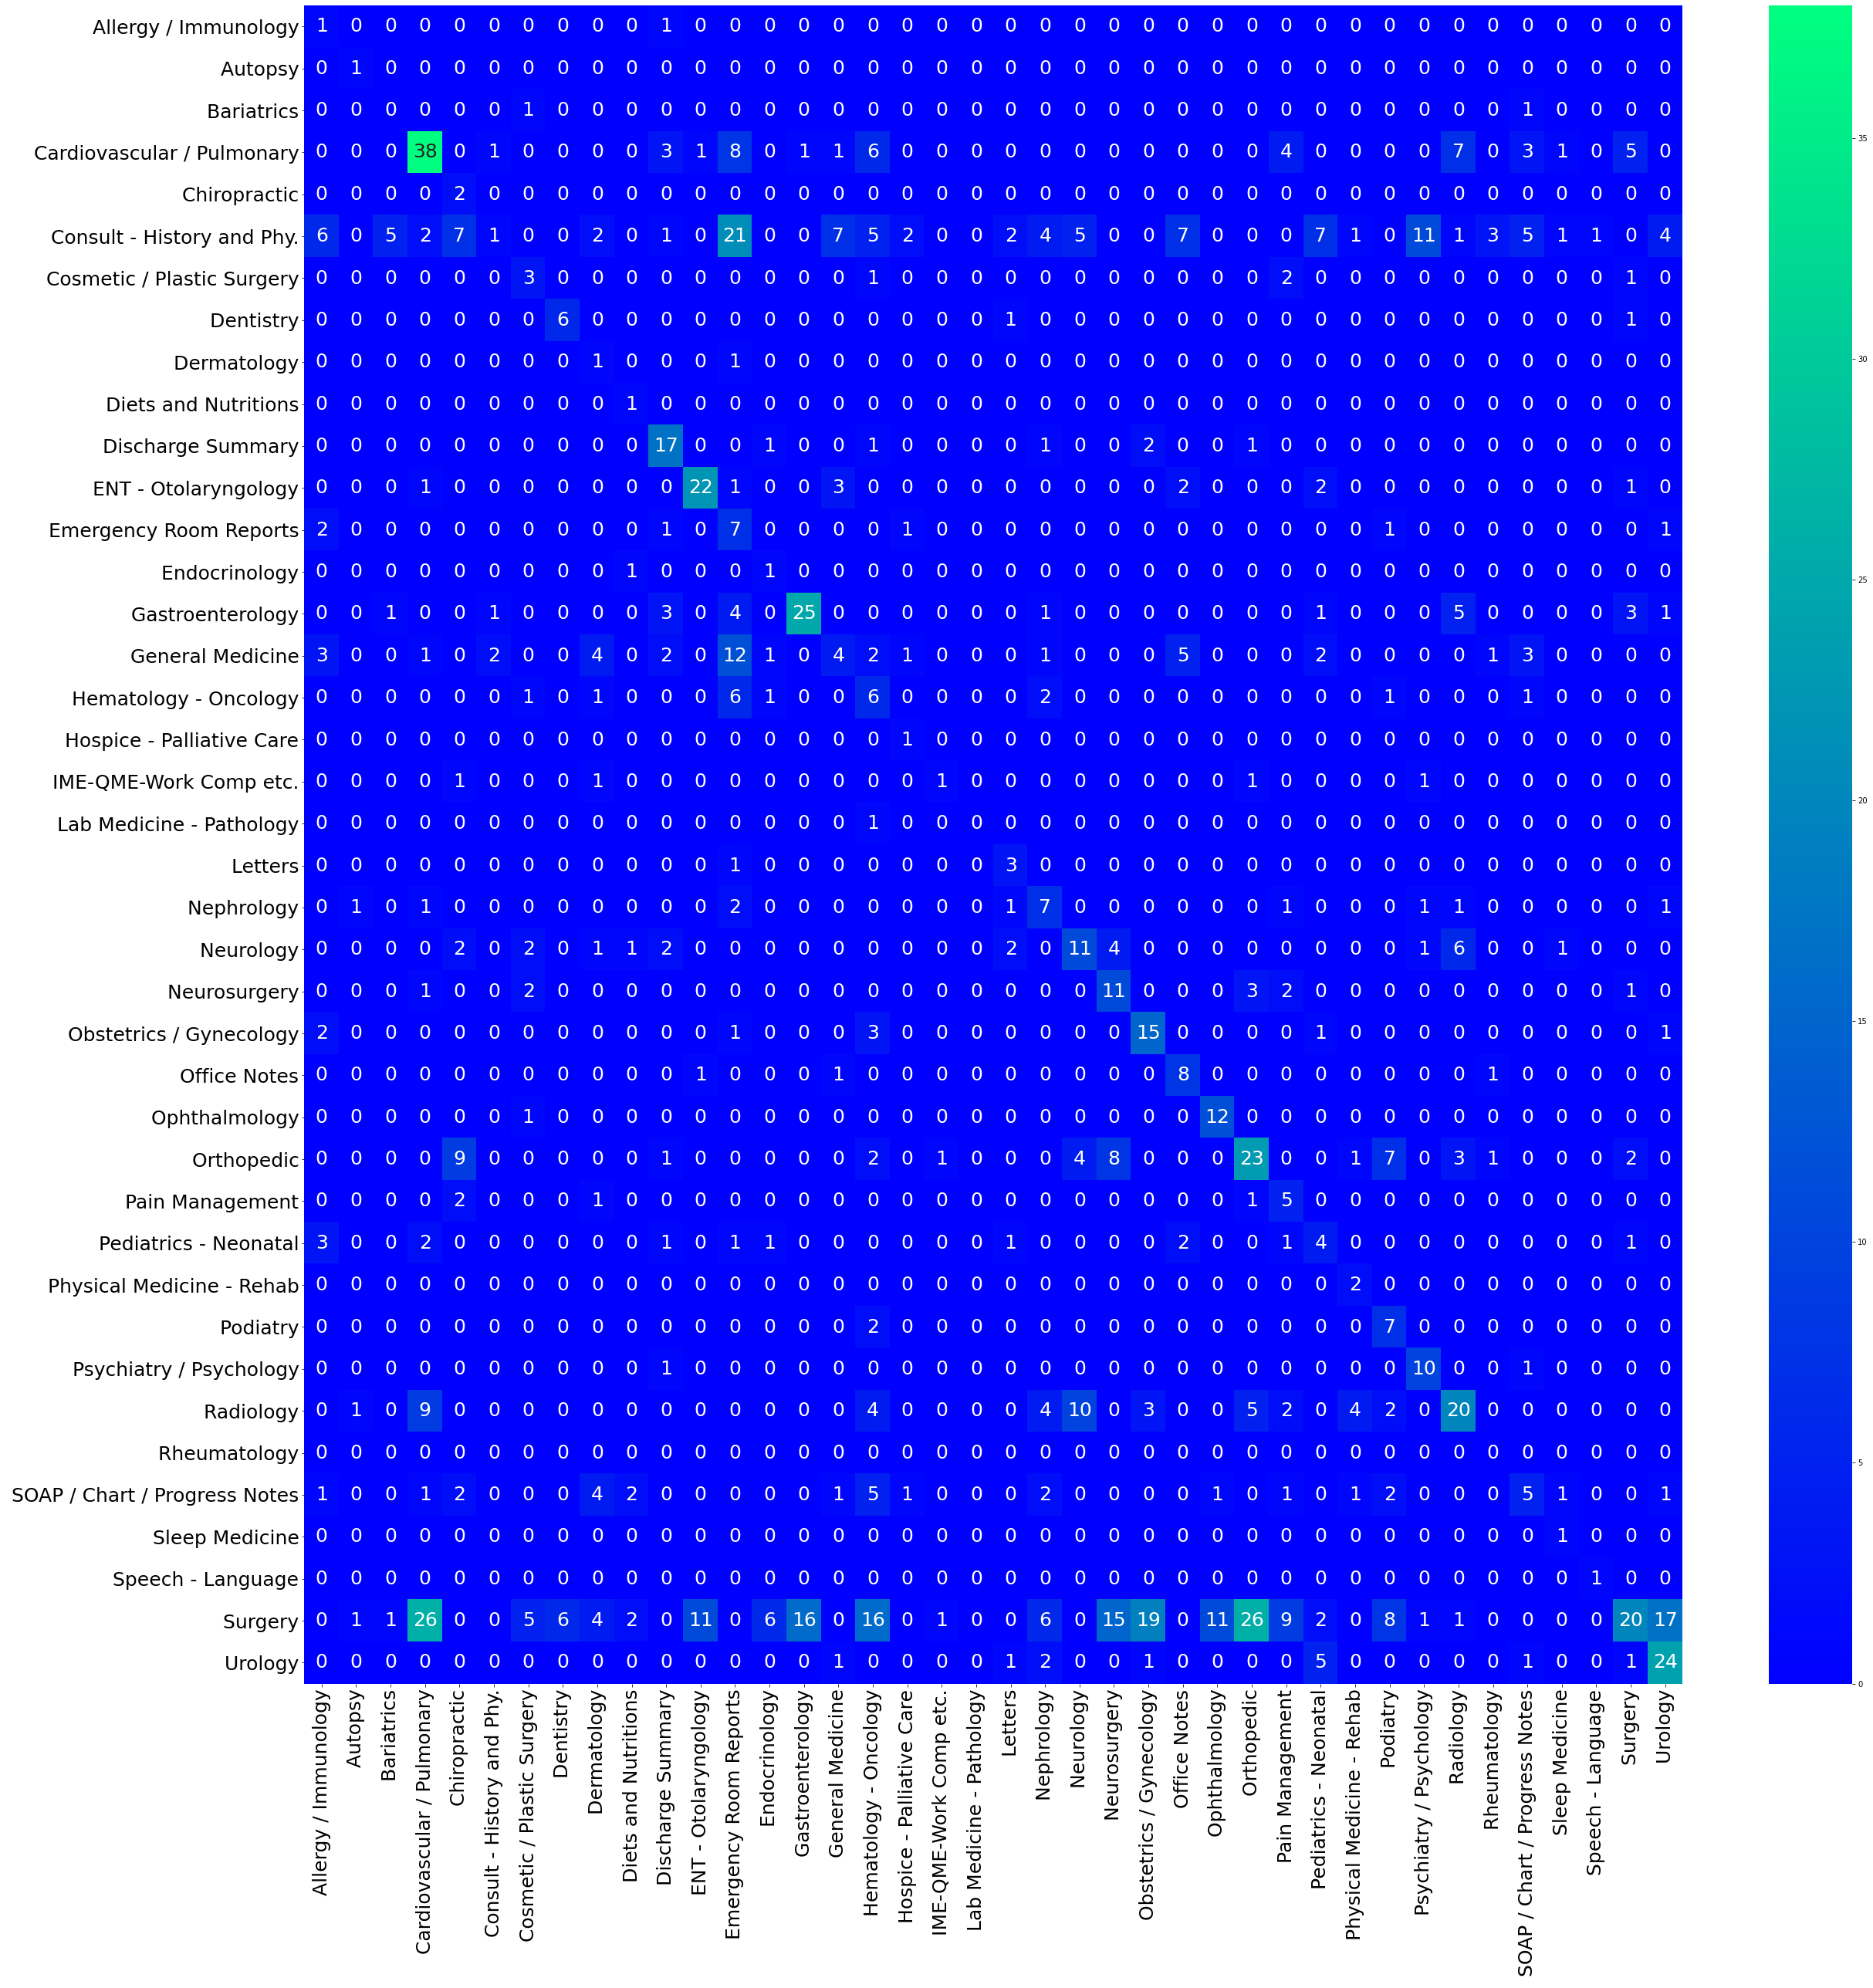 Allergy / Immunology 1 0 0 0 0 0 0 0 0 0 1 0 0 0 0 0 0 0 0 0 0 0 0 0 0 0 0 0 0 0 0 0 0 0 0 0 0 0 0 0
Autopsy 0 1 0 0 0 0 0 0 0 0 0 0 0 0 0 0 0 0 0 0 0 0 0 0 0 0 0 0 0 0 0 0 0 0 0 0 0 0 0 0
Bariatrics 0 0 0 0 0 0 1 0 0 0 0 0 0 0 0 0 0 0 0 0 0 0 0 0 0 0 0 0 0 0 0 0 0 0 0 1 0 0 0 0
Cardiovascular / Pulmonary 0 0 0 38 0 1 0 0 0 0 3 1 8 0 1 1 6 0 0 0 0 0 0 0 0 0 0 0 4 0 0 0 0 7 0 3 1 0 5 0
Chiropractic 0 0 0 0 2 0 0 0 0 0 0 0 0 0 0 0 0 0 0 0 0 0 0 0 0 0 0 0 0 0 0 0 0 0 0 0 0 0 0 0
Consult - History and Phy. 6 0 5 2 7 1 0 0 2 0 1 0 21 0 0 7 5 2 0 0 2 4 5 0 0 7 0 0 0 7 1 0 11 1 3 5 1 1 0 4
Cosmetic / Plastic Surgery 0 0 0 0 0 0 3 0 0 0 0 0 0 0 0 0 1 0 0 0 0 0 0 0 0 0 0 0 2 0 0 0 0 0 0 0 0 0 1 0
Dentistry 0 0 0 0 0 0 0 6 0 0 0 0 0 0 0 0 0 0 0 0 1 0 0 0 0 0 0 0 0 0 0 0 0 0 0 0 0 0 1 0
Dermatology 0 0 0 0 0 0 0 0 1 0 0 0 1 0 0 0 0 0 0 0 0 0 0 0 0 0 0 0 0 0 0 0 0 0 0 0 0 0 0 0
Diets and Nutritions 0 0 0 0 0 0 0 0 0 1 0 0 0 0 0 0 0 0 0 0 0 0 0 0 0 0 0 0 0 0 0 0 0 0 0 0 0 0 0 0
Discharge Summary 0 0 0 0 0 0 0 0 0 0 17 0 0 1 0 0 1 0 0 0 0 1 0 0 2 0 0 1 0 0 0 0 0 0 0 0 0 0 0 0
ENT - Otolaryngology 0 0 0 1 0 0 0 0 0 0 0 22 1 0 0 3 0 0 0 0 0 0 0 0 0 2 0 0 0 2 0 0 0 0 0 0 0 0 1 0
Emergency Room Reports 2 0 0 0 0 0 0 0 0 0 1 0 7 0 0 0 0 1 0 0 0 0 0 0 0 0 0 0 0 0 0 1 0 0 0 0 0 0 0 1
Endocrinology 0 0 0 0 0 0 0 0 0 1 0 0 0 1 0 0 0 0 0 0 0 0 0 0 0 0 0 0 0 0 0 0 0 0 0 0 0 0 0 0
Gastroenterology 0 0 1 0 0 1 0 0 0 0 3 0 4 0 25 0 0 0 0 0 0 1 0 0 0 0 0 0 0 1 0 0 0 5 0 0 0 0 3 1
General Medicine 3 0 0 1 0 2 0 0 4 0 2 0 12 1 0 4 2 1 0 0 0 1 0 0 0 5 0 0 0 2 0 0 0 0 1 3 0 0 0 0
Hematology - Oncology 0 0 0 0 0 0 1 0 1 0 0 0 6 1 0 0 6 0 0 0 0 2 0 0 0 0 0 0 0 0 0 1 0 0 0 1 0 0 0 0
Hospice - Palliative Care 0 0 0 0 0 0 0 0 0 0 0 0 0 0 0 0 0 1 0 0 0 0 0 0 0 0 0 0 0 0 0 0 0 0 0 0 0 0 0 0
IME-QME-Work Comp etc. 0 0 0 0 1 0 0 0 1 0 0 0 0 0 0 0 0 0 1 0 0 0 0 0 0 0 0 1 0 0 0 0 1 0 0 0 0 0 0 0
Lab Medicine - Pathology 0 0 0 0 0 0 0 0 0 0 0 0 0 0 0 0 1 0 0 0 0 0 0 0 0 0 0 0 0 0 0 0 0 0 0 0 0 0 0 0
Letters 0 0 0 0 0 0 0 0 0 0 0 0 1 0 0 0 0 0 0 0 3 0 0 0 0 0 0 0 0 0 0 0 0 0 0 0 0 0 0 0
Nephrology 0 1 0 1 0 0 0 0 0 0 0 0 2 0 0 0 0 0 0 0 1 7 0 0 0 0 0 0 1 0 0 0 1 1 0 0 0 0 0 1
Neurology 0 0 0 0 2 0 2 0 1 1 2 0 0 0 0 0 0 0 0 0 2 0 11 4 0 0 0 0 0 0 0 0 1 6 0 0 1 0 0 0
Neurosurgery 0 0 0 1 0 0 2 0 0 0 0 0 0 0 0 0 0 0 0 0 0 0 0 11 0 0 0 3 2 0 0 0 0 0 0 0 0 0 1 0
Obstetrics / Gynecology 2 0 0 0 0 0 0 0 0 0 0 0 1 0 0 0 3 0 0 0 0 0 0 0 15 0 0 0 0 1 0 0 0 0 0 0 0 0 0 1
Office Notes 0 0 0 0 0 0 0 0 0 0 0 1 0 0 0 1 0 0 0 0 0 0 0 0 0 8 0 0 0 0 0 0 0 0 1 0 0 0 0 0
Ophthalmology 0 0 0 0 0 0 1 0 0 0 0 0 0 0 0 0 0 0 0 0 0 0 0 0 0 0 12 0 0 0 0 0 0 0 0 0 0 0 0 0
Orthopedic 0 0 0 0 9 0 0 0 0 0 1 0 0 0 0 0 2 0 1 0 0 0 4 8 0 0 0 23 0 0 1 7 0 3 1 0 0 0 2 0
Pain Management 0 0 0 0 2 0 0 0 1 0 0 0 0 0 0 0 0 0 0 0 0 0 0 0 0 0 0 1 5 0 0 0 0 0 0 0 0 0 0 0
Pediatrics - Neonatal 3 0 0 2 0 0 0 0 0 0 1 0 1 1 0 0 0 0 0 0 1 0 0 0 0 2 0 0 1 4 0 0 0 0 0 0 0 0 1 0
Physical Medicine - Rehab 0 0 0 0 0 0 0 0 0 0 0 0 0 0 0 0 0 0 0 0 0 0 0 0 0 0 0 0 0 0 2 0 0 0 0 0 0 0 0 0
Podiatry 0 0 0 0 0 0 0 0 0 0 0 0 0 0 0 0 2 0 0 0 0 0 0 0 0 0 0 0 0 0 0 7 0 0 0 0 0 0 0 0
Psychiatry / Psychology 0 0 0 0 0 0 0 0 0 0 1 0 0 0 0 0 0 0 0 0 0 0 0 0 0 0 0 0 0 0 0 0 10 0 0 1 0 0 0 0
Radiology 0 1 0 9 0 0 0 0 0 0 0 0 0 0 0 0 4 0 0 0 0 4 10 0 3 0 0 5 2 0 4 2 0 20 0 0 0 0 0 0
Rheumatology 0 0 0 0 0 0 0 0 0 0 0 0 0 0 0 0 0 0 0 0 0 0 0 0 0 0 0 0 0 0 0 0 0 0 0 0 0 0 0 0
SOAP / Chart / Progress Notes 1 0 0 1 2 0 0 0 4 2 0 0 0 0 0 1 5 1 0 0 0 2 0 0 0 0 1 0 1 0 1 2 0 0 0 5 1 0 0 1
Sleep Medicine 0 0 0 0 0 0 0 0 0 0 0 0 0 0 0 0 0 0 0 0 0 0 0 0 0 0 0 0 0 0 0 0 0 0 0 0 1 0 0 0
Speech - Language 0 0 0 0 0 0 0 0 0 0 0 0 0 0 0 0 0 0 0 0 0 0 0 0 0 0 0 0 0 0 0 0 0 0 0 0 0 1 0 0
Surgery 0 1 1 26 0 0 5 6 4 2 0 11 0 6 16 0 16 0 1 0 0 6 0 15 19 0 11 26 9 2 0 8 1 1 0 0 0 0 20 17
Urology 0 0 0 0 0 0 0 0 0 0 0 0 0 0 0 1 0 0 0 0 1 2 0 0 1 0 0 0 0 5 0 0 0 0 0 1 0 0 1 24
Allergy / Immunology
Autopsy
Bariatrics
Cardiovascular / Pulmonary
Chiropractic
Consult - History and Phy.
Cosmetic / Plastic Surgery
Dentistry
Dermatology
Diets and Nutritions
Discharge Summary
ENT - Otolaryngology
Emergency Room Reports
Endocrinology
Gastroenterology
General Medicine
Hematology - Oncology
Hospice - Palliative Care
IME-QME-Work Comp etc.
Lab Medicine - Pathology
Letters
Nephrology
Neurology
Neurosurgery
Obstetrics / Gynecology
Office Notes
Ophthalmology
Orthopedic
Pain Management
Pediatrics - Neonatal
Physical Medicine - Rehab
Podiatry
Psychiatry / Psychology
Radiology
Rheumatology
SOAP / Chart / Progress Notes
Sleep Medicine
Speech - Language
Surgery
Urology
35
30
25
20
15
10
5
0